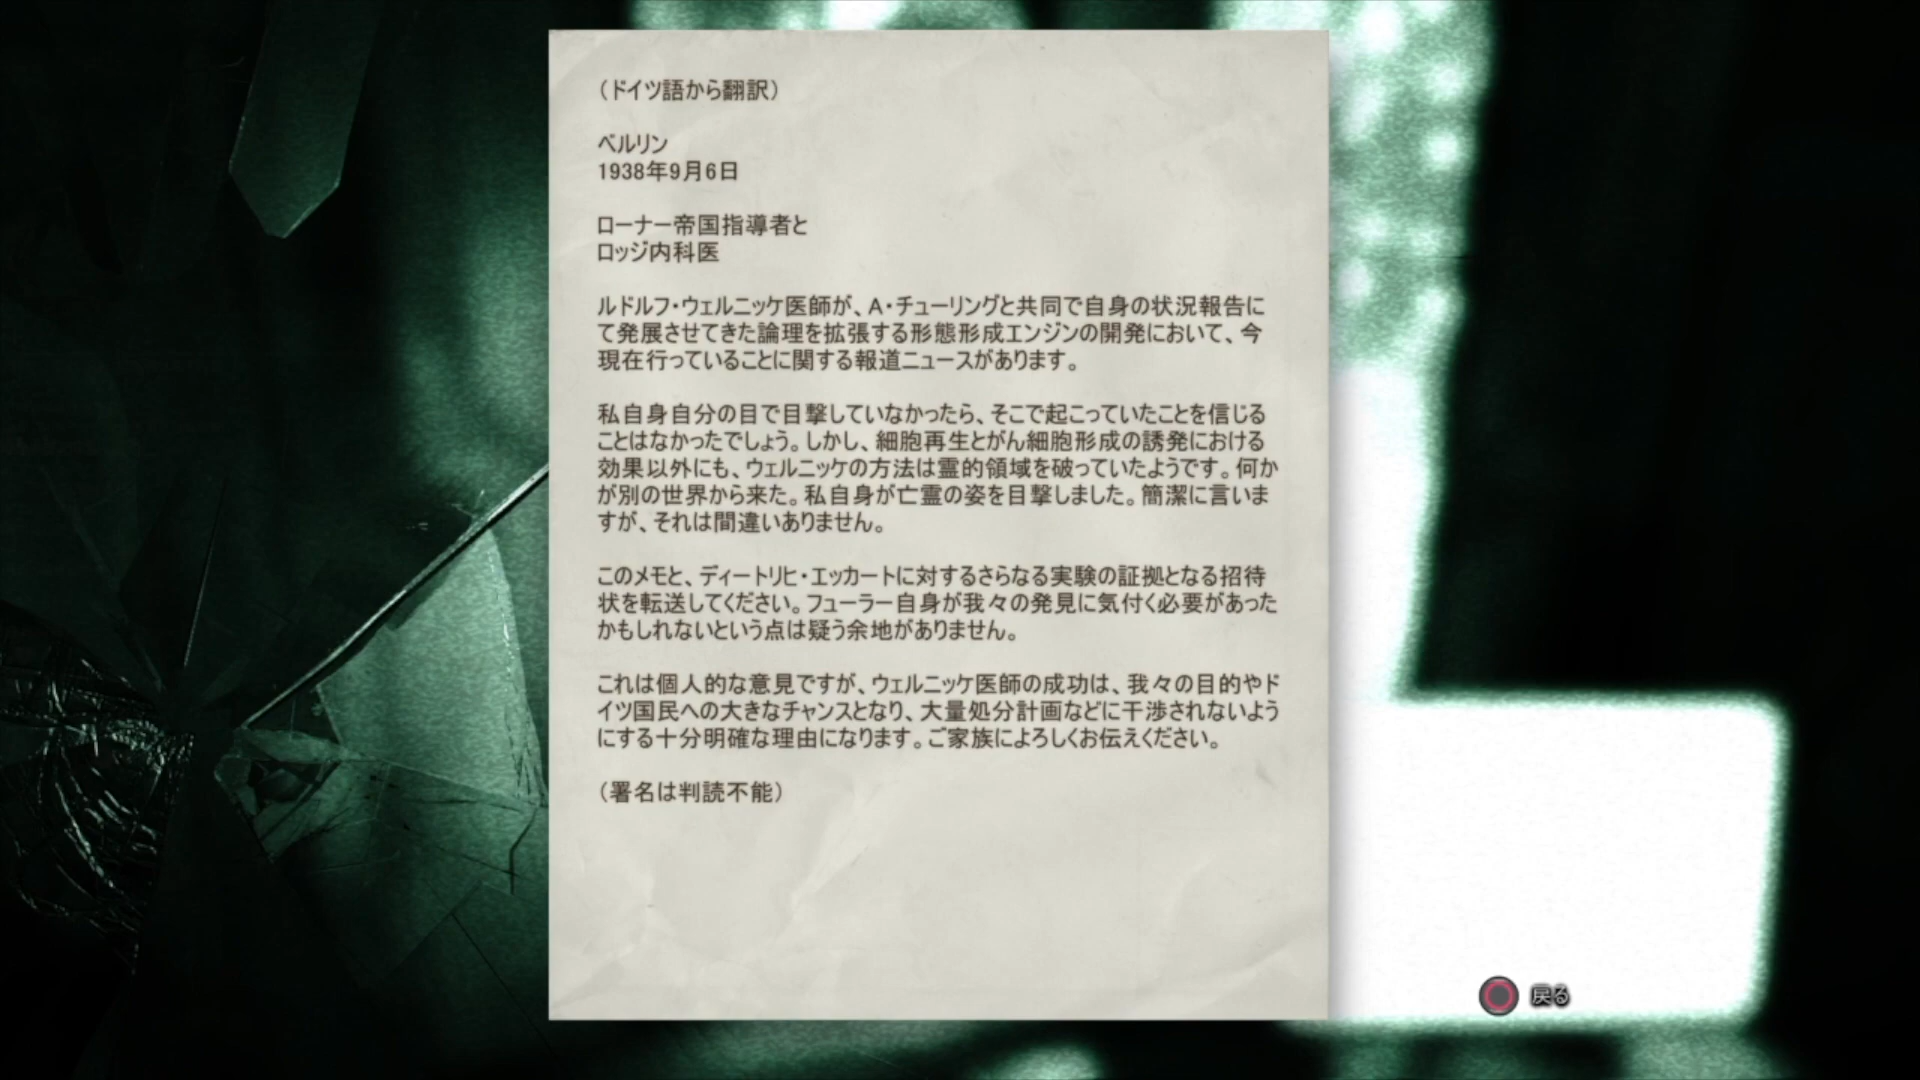 （ドイツ語から翻訳）
ベルリン
1938年9月6日
ローナー帝国指導者と
ロッジ内科医
ルドルフ・ウェルニッケ医師が、A・チューリングと共同で自身の状況報告に
て発展させてきた論理を拡張する形態形成エンジンの開発において、今
現在行っていることに関する報道ニュースがあります。
私自身自分の目で目撃していなかったら、そこで起こっていたことを信じる
ことはなかったでしょう。しかし、細胞再生とがん細胞形成の誘発における
効果以外にも、ウェルニッケの方法は霊的領域を破っていたようです。何か
が別の世界から来た。私自身が亡霊の姿を目撃しました。簡潔に言いま
すが、それは間違いありません。
このメモと、ディートリヒ・エッカートに対するさらなる実験の証拠となる招待
状を転送してください。フューラー自身が我々の発見に気付く必要があった
かもしれないという点は疑う余地がありません。
これは個人的な意見ですが、ウェルニッケ医師の成功は、我々の目的やド
イツ国民への大きなチャンスとなり、大量処分計画などに干渉されないよう
にする十分明確な理由になります。ご家族によろしくお伝えください。
（署名は判読不能）
戻る